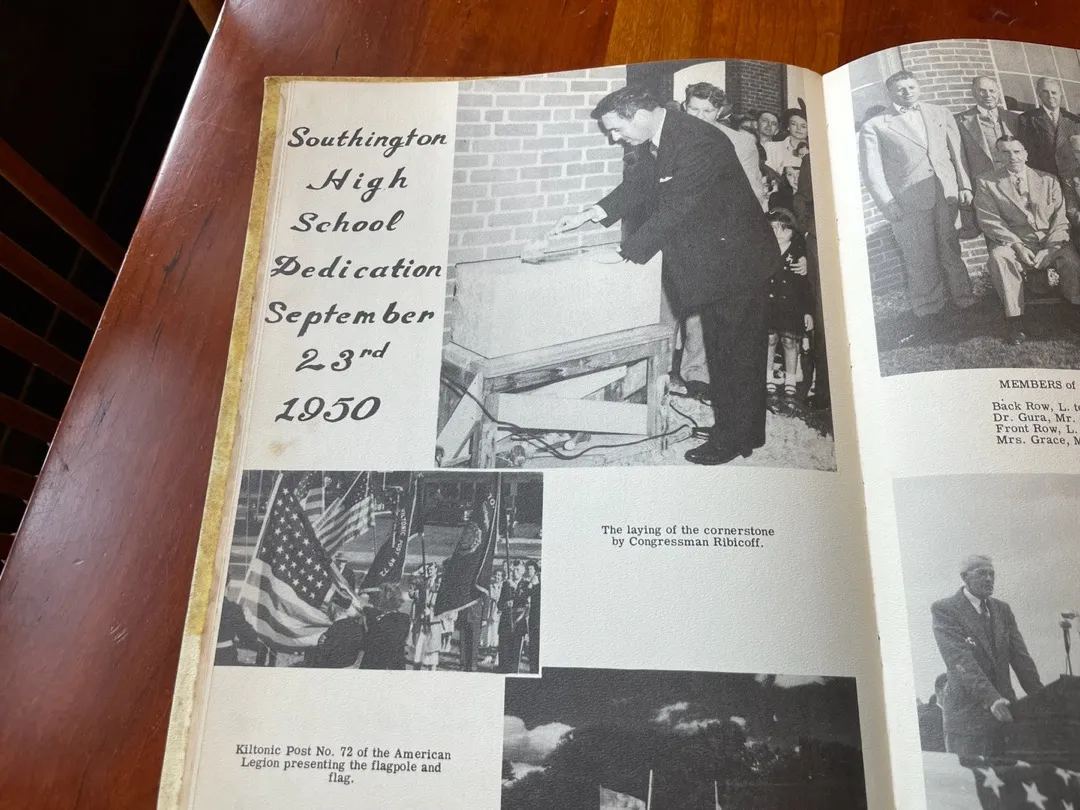 Southington
High
School
Dedication
September
23rd
1950
The laying of the cornerstone
by Congressman Ribicoff.
Kiltonic Post No. 72 of the American
Legion presenting the flagpole and
flag.
MEMBERS of
Back Row, L. to
Dr. Gura, Mr.
Front Row, L.
Mrs. Grace, M